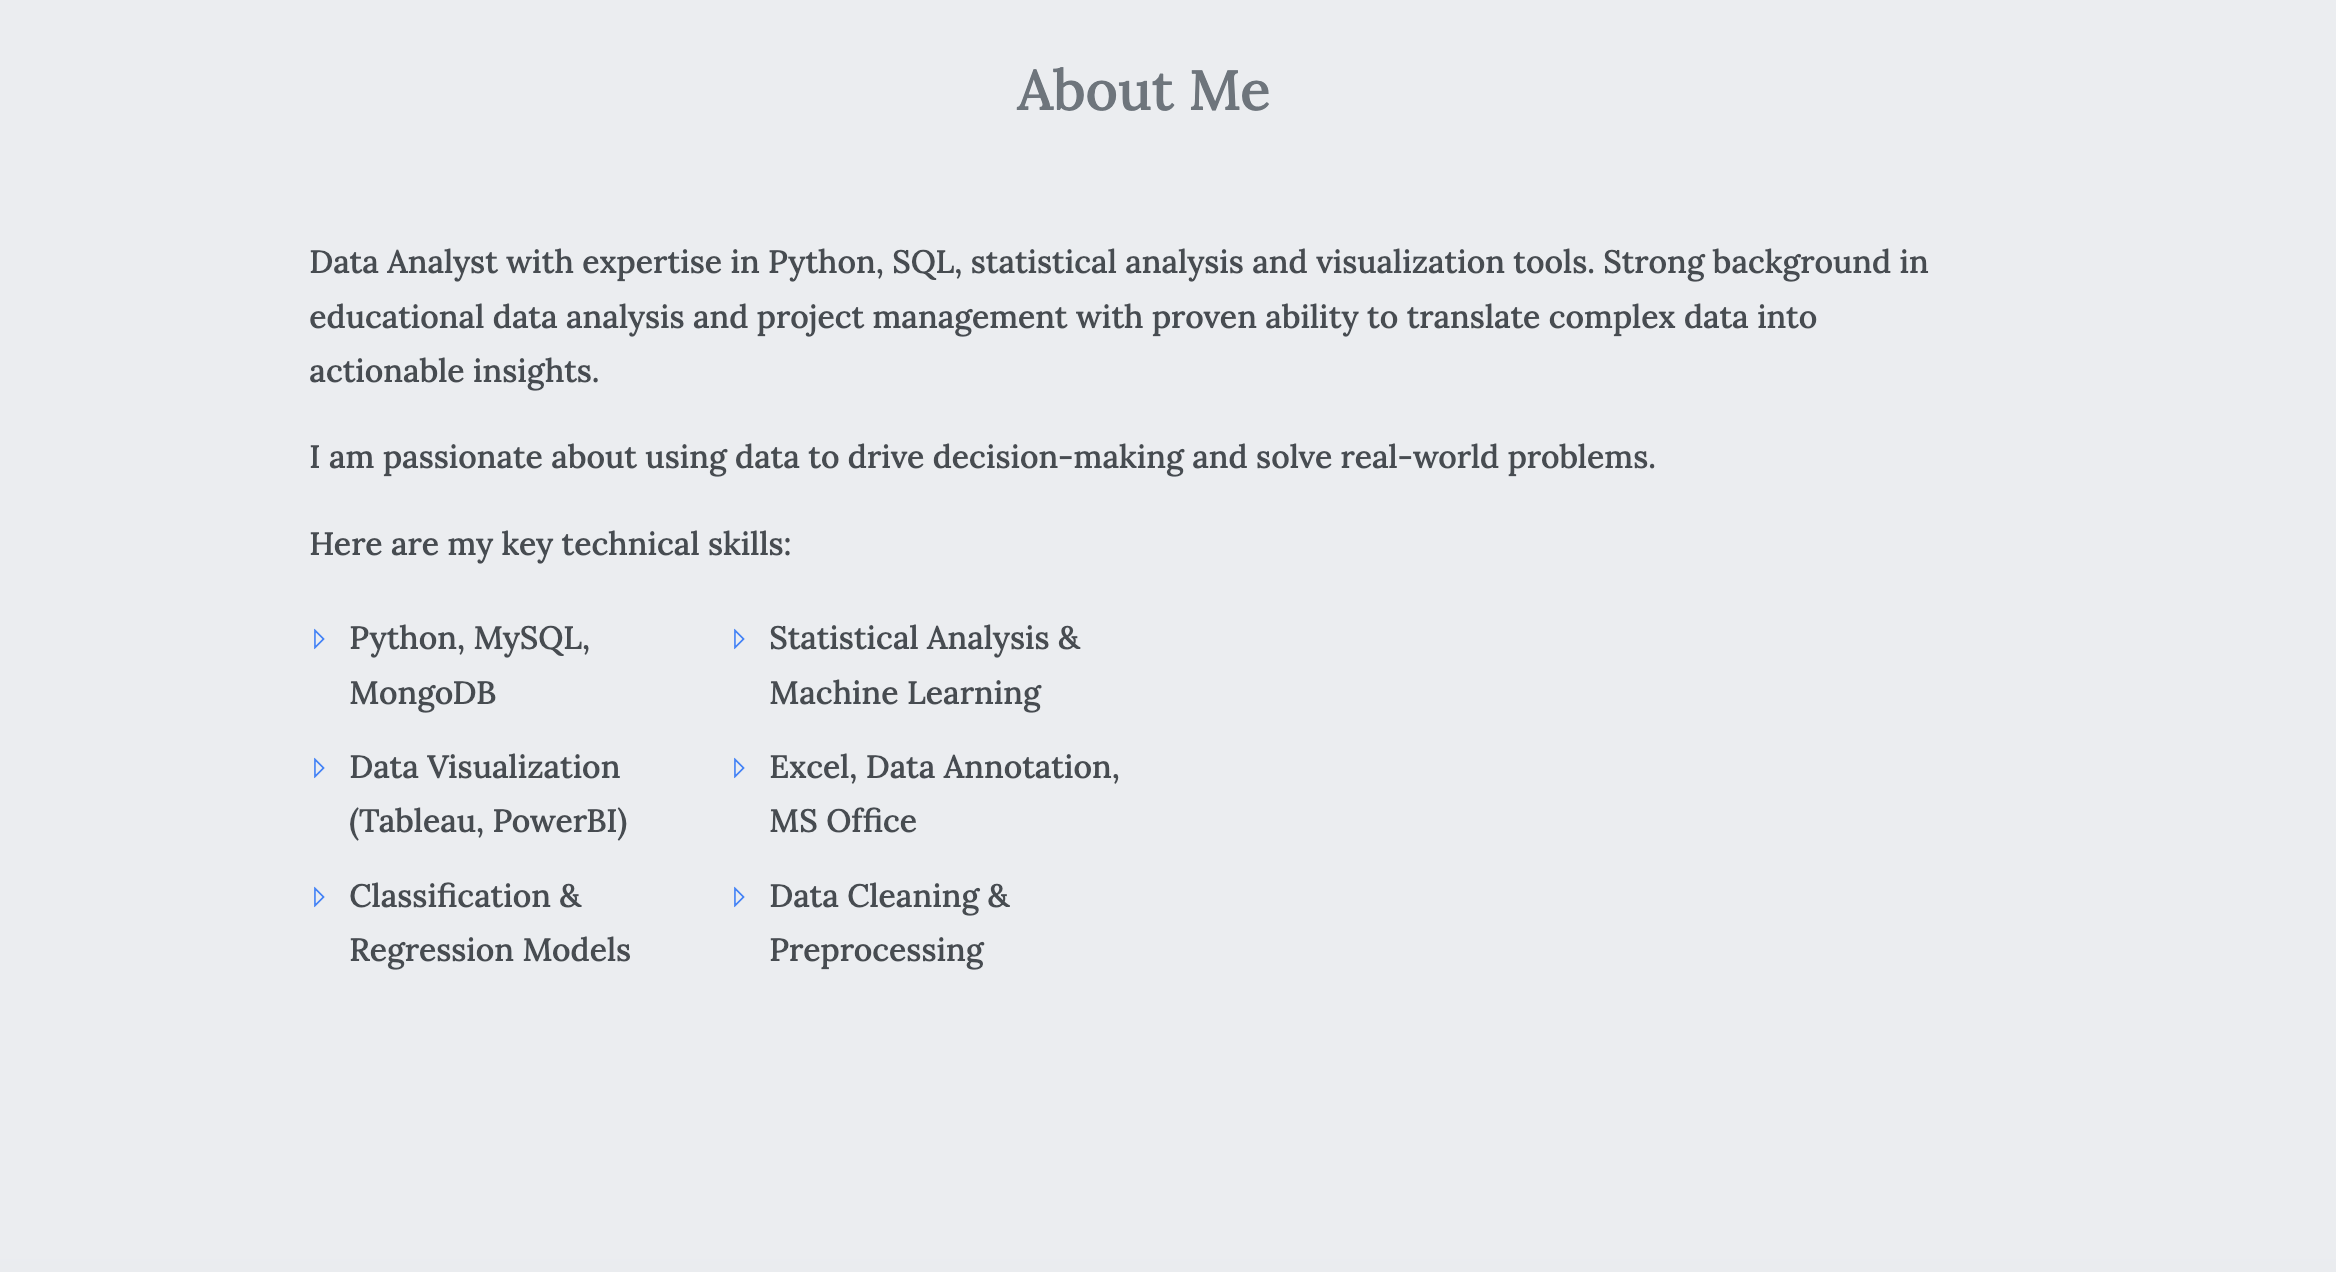 About Me
Data Analyst with expertise in Python, SQL, statistical analysis and visualization tools. Strong background in
educational data analysis and project management with proven ability to translate complex data into
actionable insights.
I am passionate about using data to drive decision-making and solve real-world problems.
Here are my key technical skills:
Python, MySQL,
MongoDB
Statistical Analysis &
Machine Learning
Data Visualization
(Tableau, PowerBI)
Excel, Data Annotation,
MS Office
Classification &
Regression Models
Data Cleaning &
Preprocessing